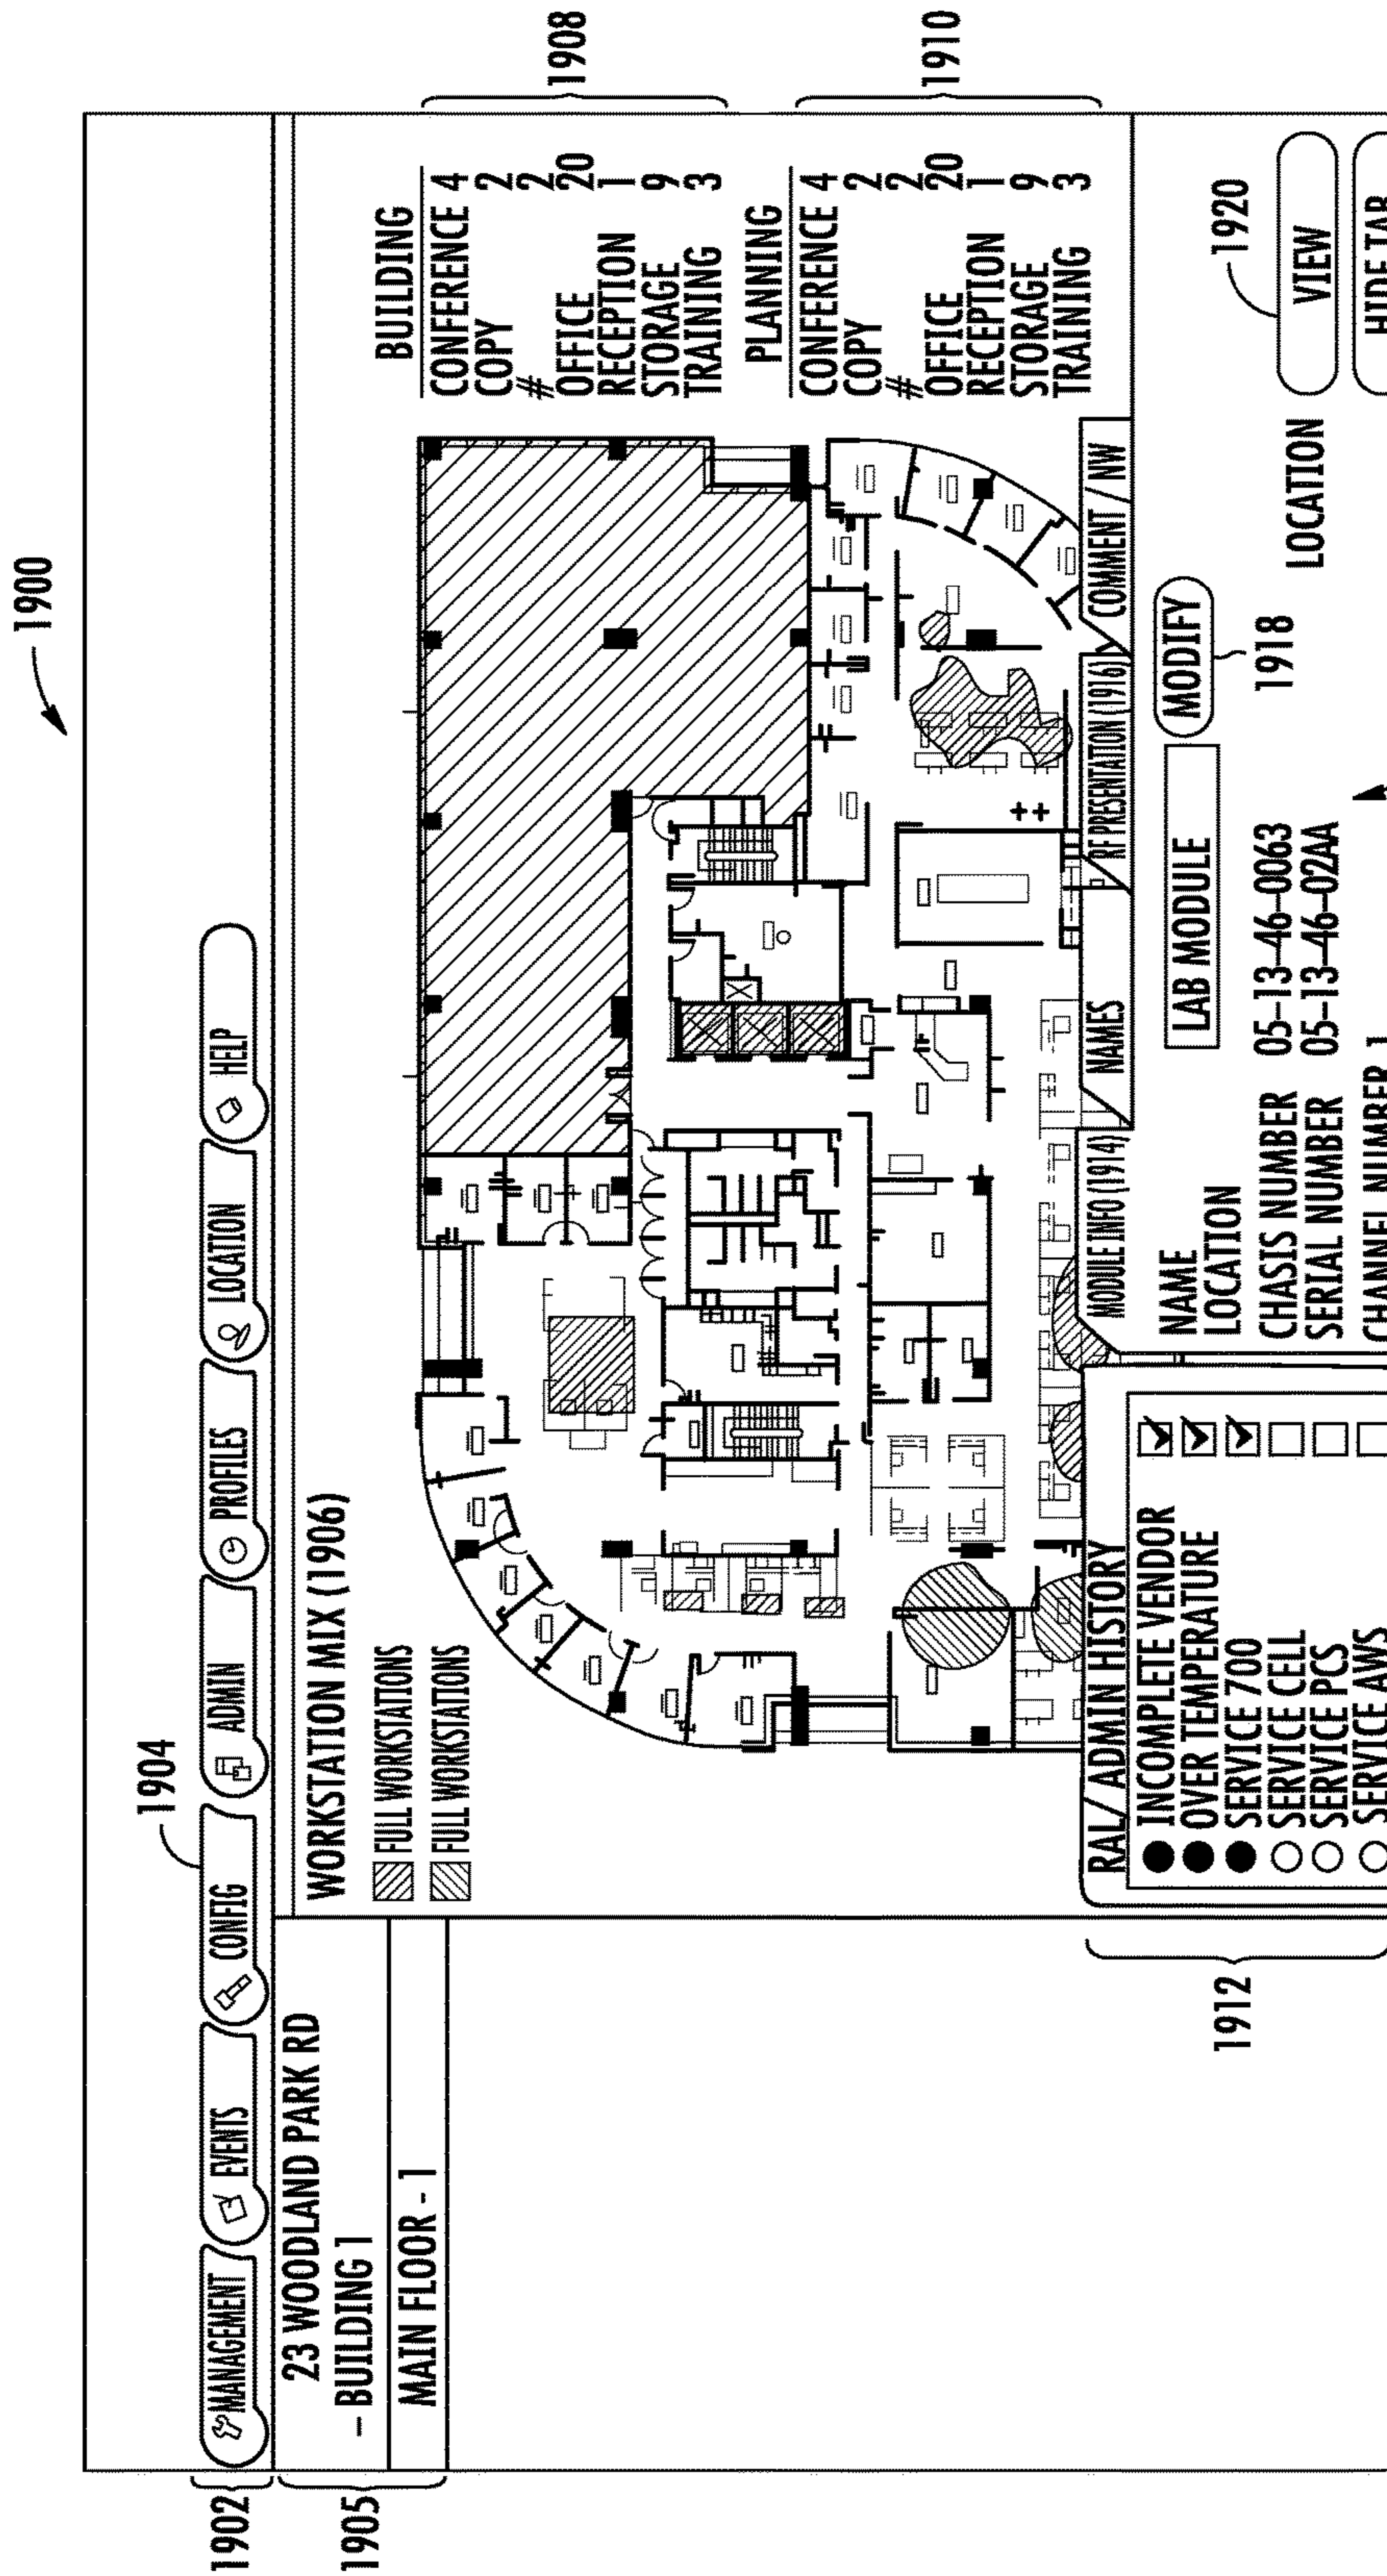 1900
1904
1902
MANAGEMENT
EVENTS
CONFIG
ADMIN
PROFILES
LOCATION
HELP
1905
23 WOODLAND PARK RD
– BUILDING 1
MAIN FLOOR - 1
WORKSTATION MIX (1906)
FULL WORKSTATIONS
FULL WORKSTATIONS
BUILDING
CONFERENCE 4
COPY 2
# 2
OFFICE 20
RECEPTION 1
STORAGE 9
TRAINING 3
1908
PLANNING
CONFERENCE 4
COPY 2
# 2
OFFICE 20
RECEPTION 1
STORAGE 9
TRAINING 3
1910
1912
RAL/ ADMIN HISTORY
INCOMPLETE VENDOR
OVER TEMPERATURE
SERVICE 700
SERVICE CELL
SERVICE PCS
SERVICE AWS
MODULE INFO (1914)
NAMES
RF PRESENTATION (1916)
COMMENT / NW
NAME LAB MODULE MODIFY
LOCATION
1918
CHASIS NUMBER 05–13–46–0063
SERIAL NUMBER 05–13–46–02AA
CHANNEL NUMBER 1
LOCATION
1920
VIEW
HIDE TAB